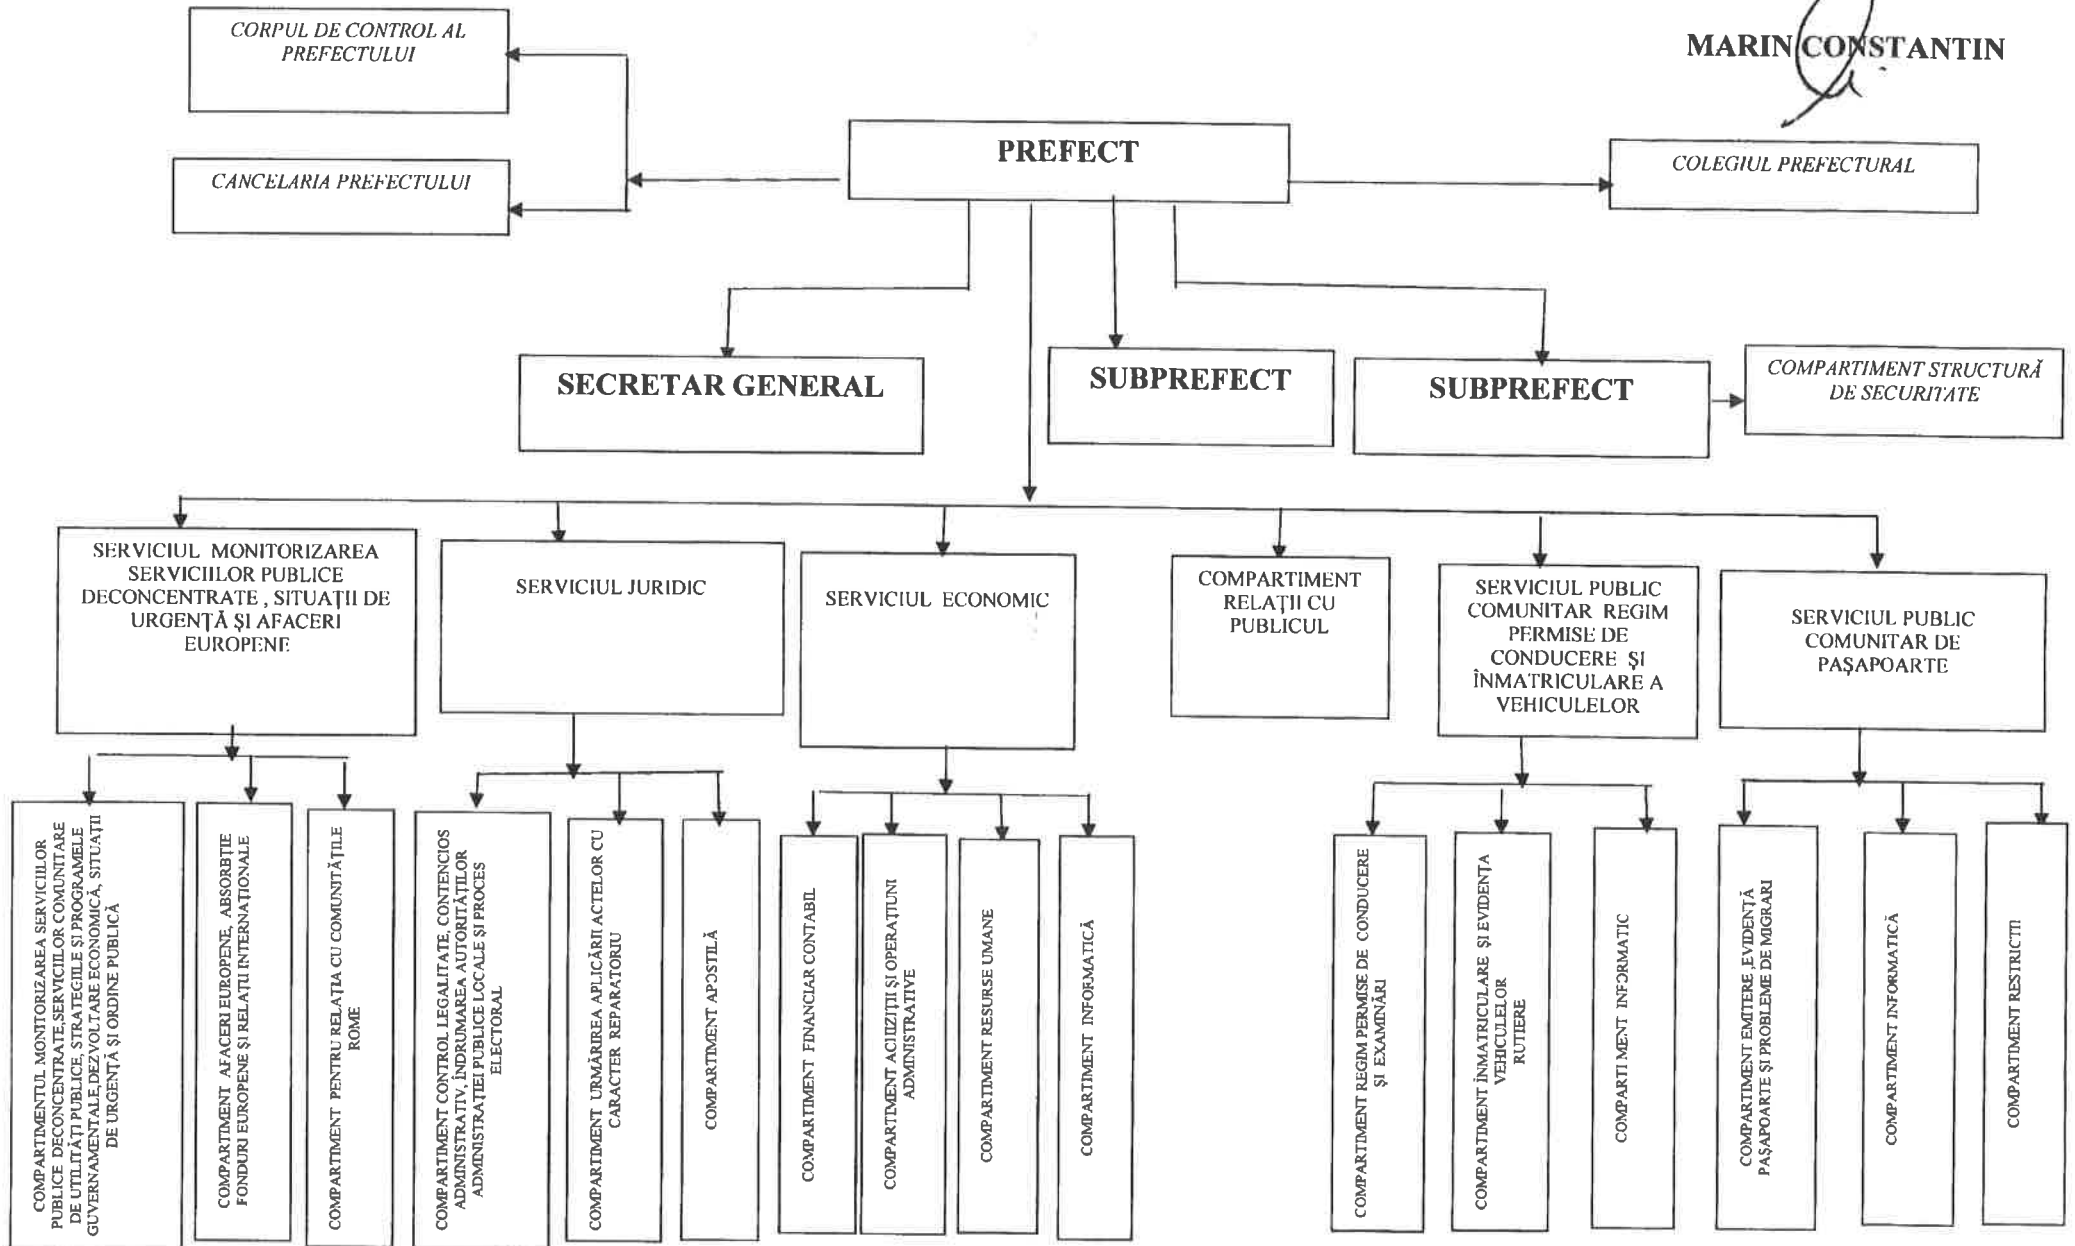 MARIN CONSTANTIN
CORPUL DE CONTROL AL
PREFECTULUI
CANCELARIA PREFECTULUI
PREFECT
COLEGIUL PREFECTURAL
SECRETAR GENERAL
SUBPREFECT
SUBPREFECT
COMPARTIMENT STRUCTURĂ
DE SECURITATE
SERVICIUL MONITORIZAREA
SERVICIILOR PUBLICE
DECONCENTRATE , SITUAȚII DE
URGENȚĂ ȘI AFACERI
EUROPENE
SERVICIUL JURIDIC
SERVICIUL ECONOMIC
COMPARTIMENT
RELAȚII CU
PUBLICUL
SERVICIUL PUBLIC
COMUNITAR REGIM
PERMISE DE
CONDUCERE ȘI
ÎNMATRICULARE A
VEHICULELOR
SERVICIUL PUBLIC
COMUNITAR DE
PAȘAPOARTE
COMPARTIMENTUL MONITORIZAREA SERVICIILOR
PUBLICE DECONCENTRATE,SERVICIILOR COMUNITARE
DE UTILITĂȚI PUBLICE, STRATEGIILE ȘI PROGRAMELE
GUVERNAMENTALE,DEZVOLTARE ECONOMICĂ, SITUAȚII
DE URGENȚĂ ȘI ORDINE PUBLICĂ
COMPARTIMENT AFACERI EUROPENE, ABSORBȚIE
FONDURI EUROPENE ȘI RELAȚII INTERNAȚIONALE
COMPARTIMENT PENTRU RELAȚIA CU COMUNITĂȚILE
ROME
COMPARTIMENT CONTROL LEGALITATE, CONTENCIOS
ADMINISTRATIV, ÎNDRUMAREA AUTORITĂȚILOR
ADMINISTRAȚIEI PUBLICE LOCALE ȘI PROCES
ELECTORAL
COMPARTIMENT URMĂRIREA APLICĂRII ACTELOR CU
CARACTER REPARATORIU
COMPARTIMENT APOSTILĂ
COMPARTIMENT FINANCIAR CONTABIL
COMPARTIMENT ACHIZIȚII ȘI OPERAȚIUNI
ADMINISTRATIVE
COMPARTIMENT RESURSE UMANE
COMPARTIMENT INFORMATICĂ
COMPARTIMENT REGIM PERMISE DE CONDUCERE
ȘI EXAMINĂRI
COMPARTIMENT ÎNMATRICULARE ȘI EVIDENȚA
VEHICULELOR
RUTIERE
COMPARTI MENT INFORMATIC
COMPARTIMENT EMITERE ,EVIDENȚĂ
PAȘAPOARTE ȘI PROBLEME DE MIGRARI
COMPARTIMENT INFORMATICĂ
COMPARTIMENT RESTRICTII